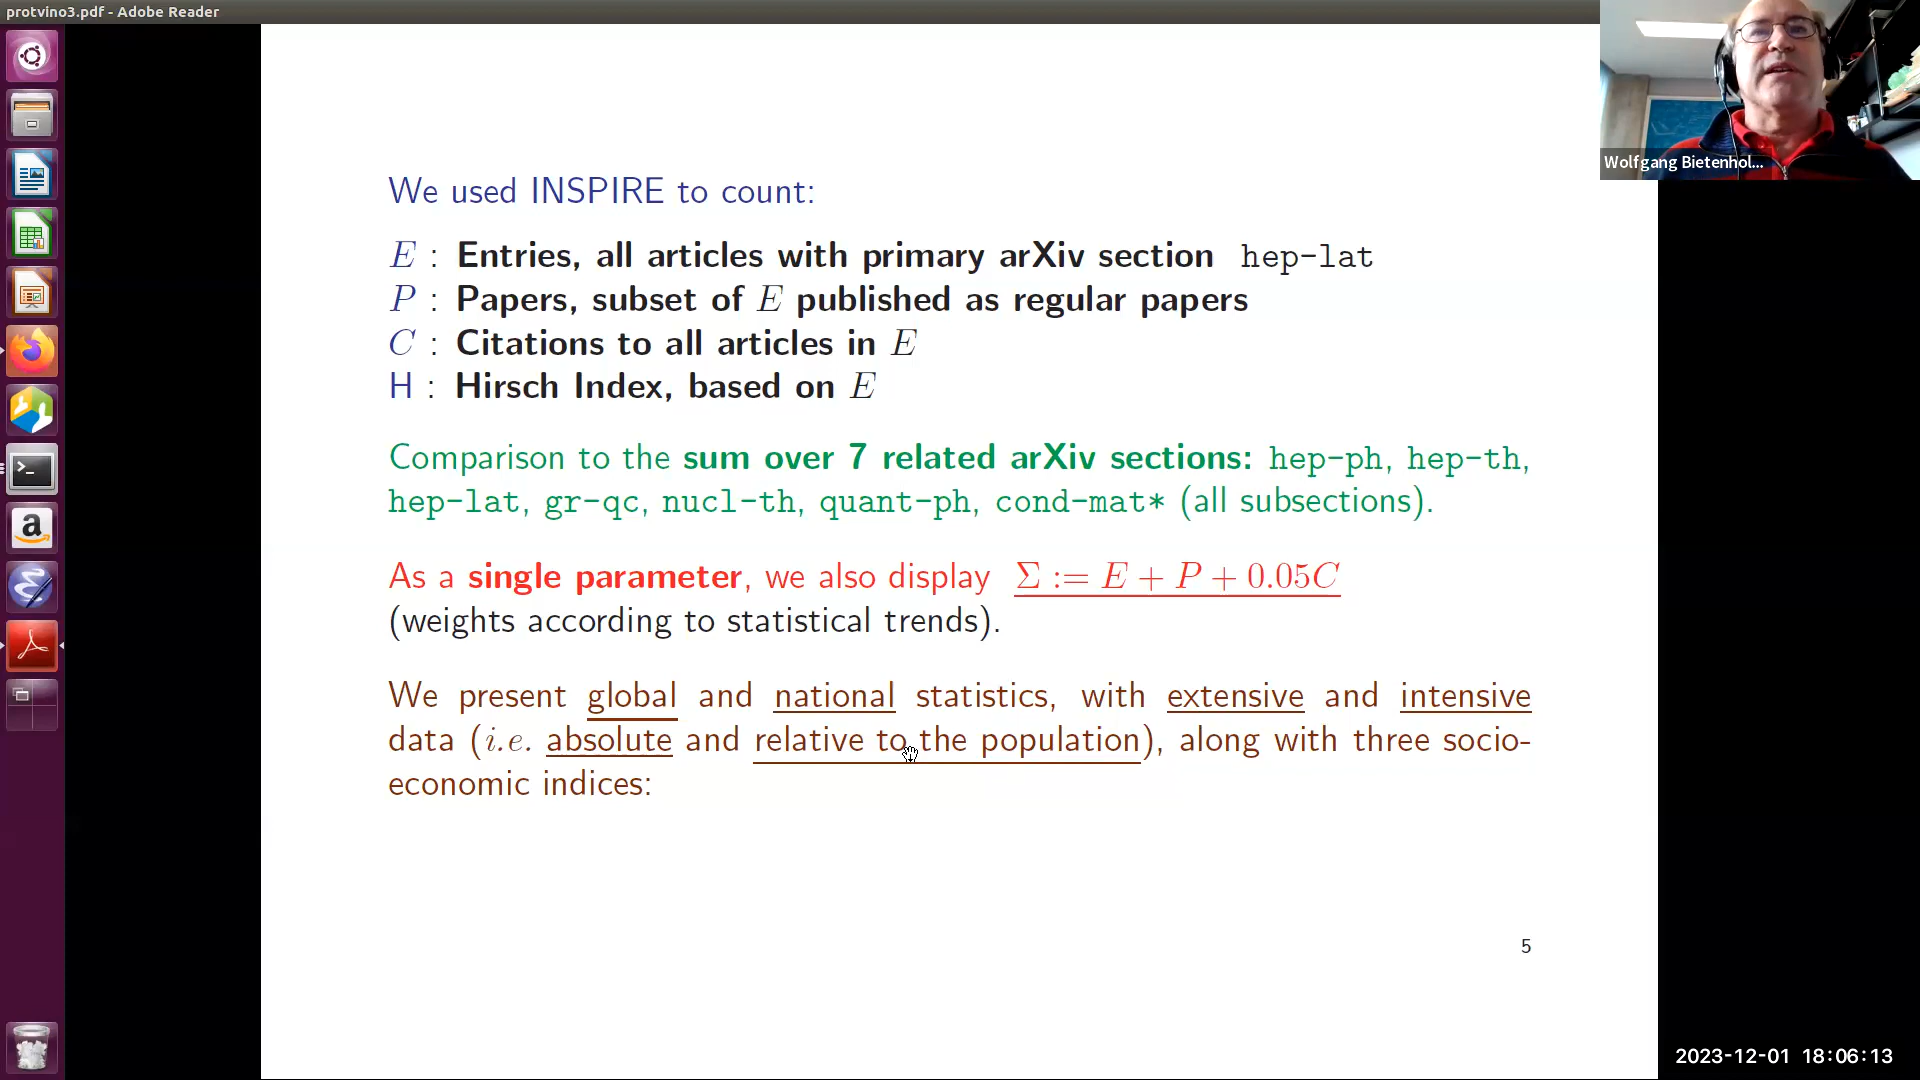 protvino3.pdf - Adobe Reader
Wolfgang Bietenhol...
We used INSPIRE to count:
E : Entries, all articles with primary arXiv section hep-lat
P : Papers, subset of E published as regular papers
C : Citations to all articles in E
H : Hirsch Index, based on E
Comparison to the sum over 7 related arXiv sections: hep-ph, hep-th,
hep-lat, gr-qc, nucl-th, quant-ph, cond-mat* (all subsections).
As a single parameter, we also display Σ := E + P + 0.05C
(weights according to statistical trends).
We present global and national statistics, with extensive and intensive
data (i.e. absolute and relative to the population), along with three socio-
economic indices:
5
2023-12-01 18:06:13